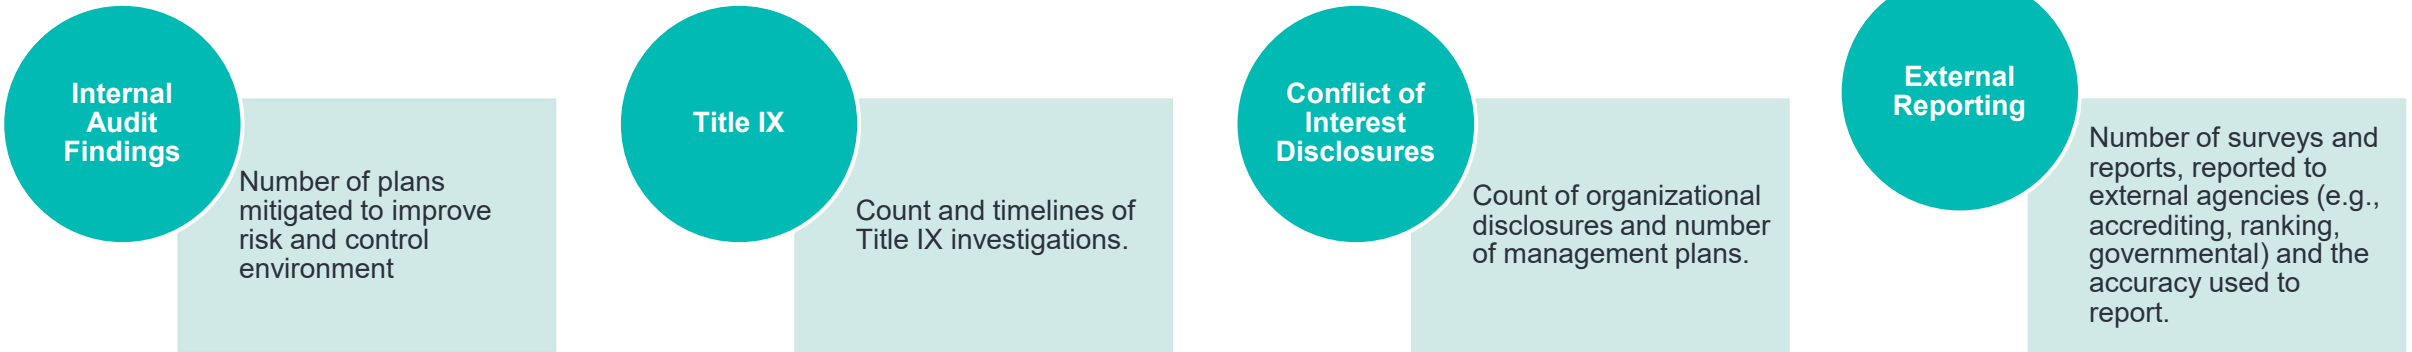 Internal
Audit
Findings
Number of plans
mitigated to improve
risk and control
environment
Title IX
Count and timelines of
Title IX investigations.
Conflict of
Interest
Disclosures
Count of organizational
disclosures and number
of management plans.
External
Reporting
Number of surveys and
reports, reported to
external agencies (e.g.,
accrediting, ranking,
governmental) and the
accuracy used to
report.